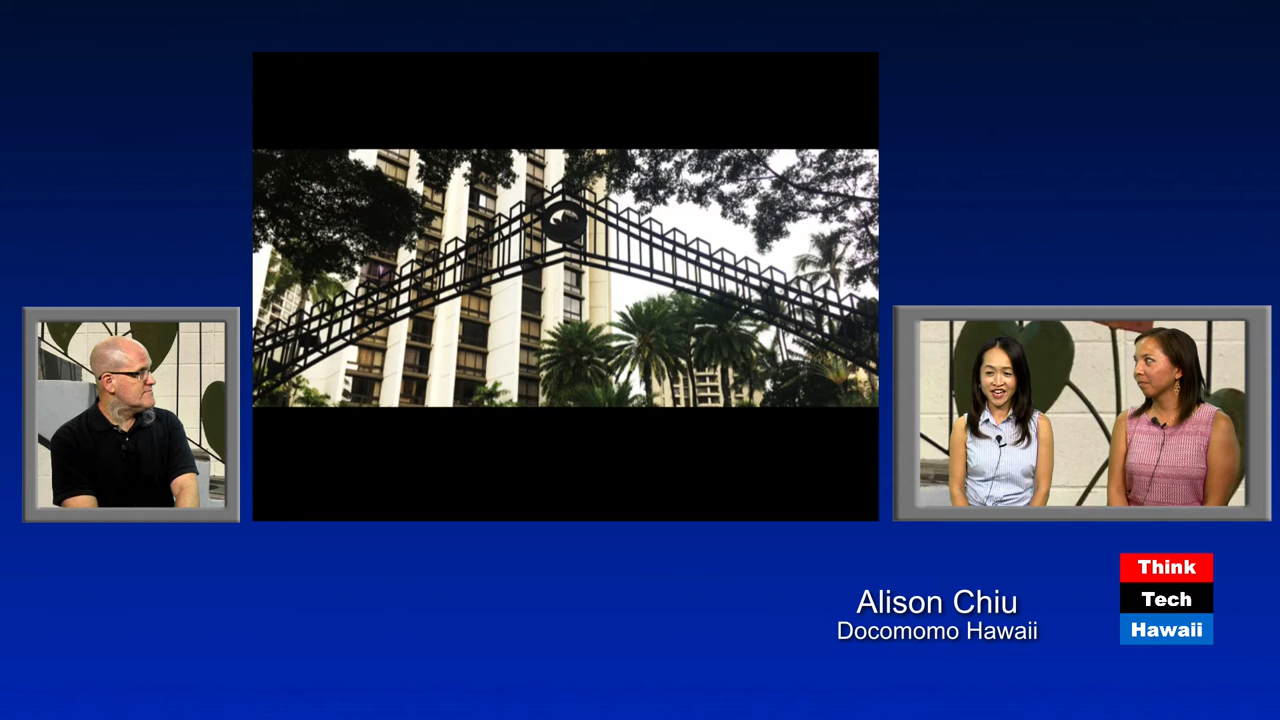 Alison Chiu
Docomomo Hawaii
Think
Tech
Hawaii